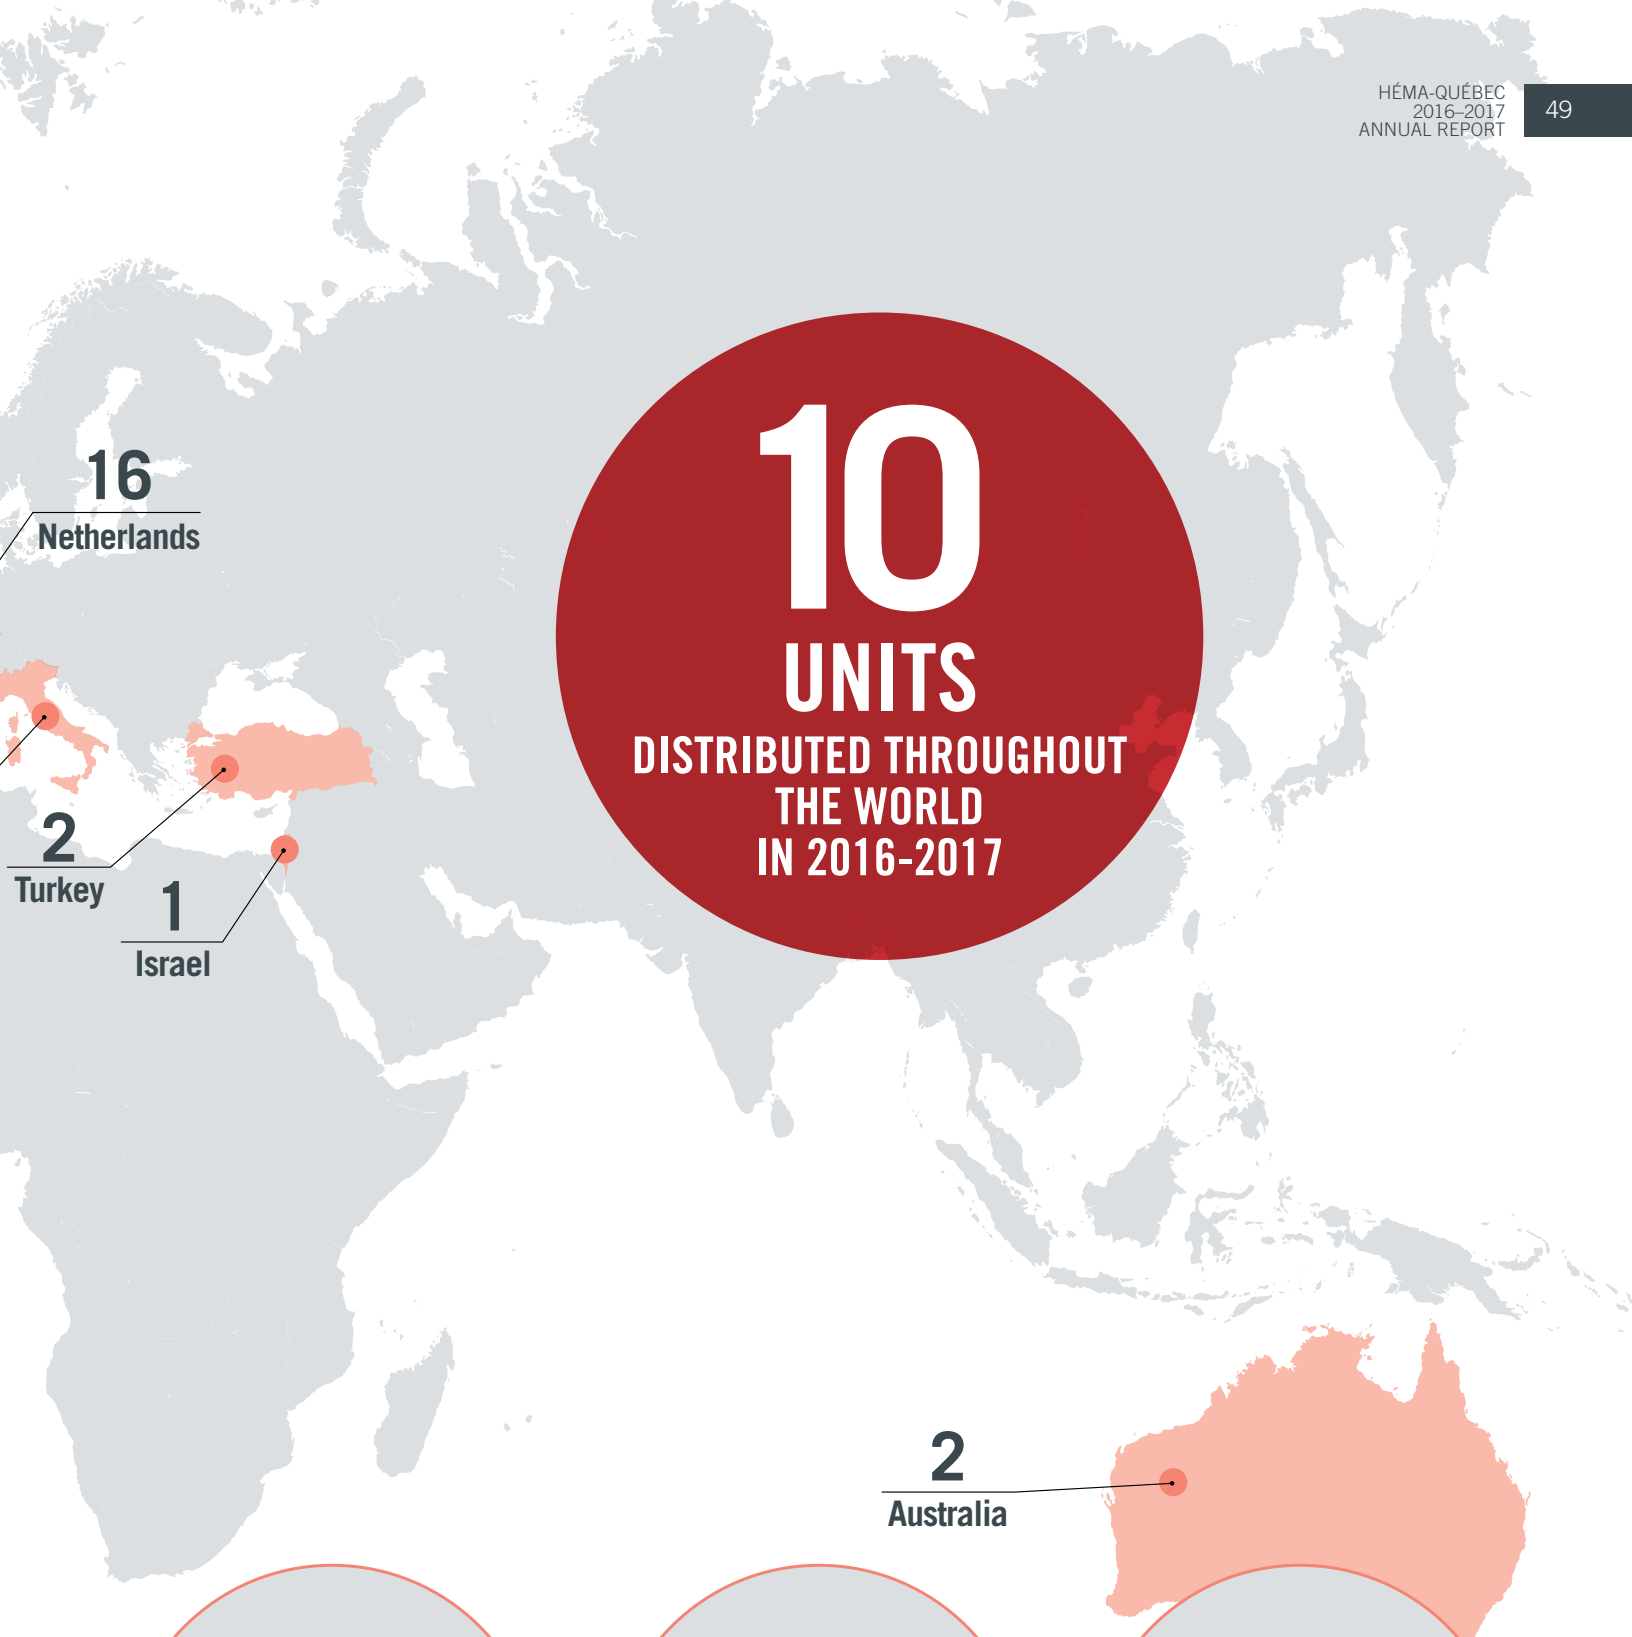 HÉMA-QUÉBEC
2016–2017
ANNUAL REPORT
49
10
UNITS
DISTRIBUTED THROUGHOUT
THE WORLD
IN 2016-2017
16
Netherlands
2
Turkey
1
Israel
2
Australia